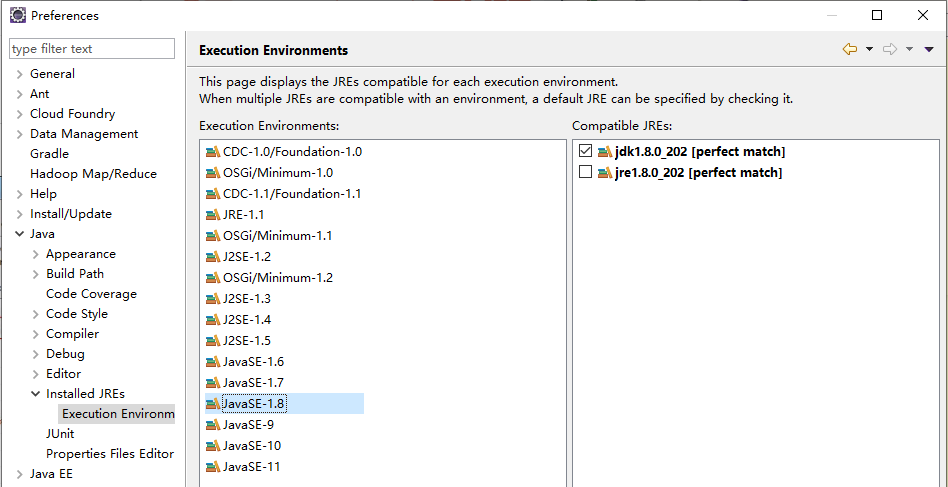 Preferences
type filter text
General
Ant
Cloud Foundry
Data Management
Gradle
Hadoop Map/Reduce
Help
Install/Update
Java
Appearance
Build Path
Code Coverage
Code Style
Compiler
Debug
Editor
Installed JREs
Execution Environm
JUnit
Properties Files Editor
Java EE
Execution Environments
This page displays the JREs compatible for each execution environment.
When multiple JREs are compatible with an environment, a default JRE can be specified by checking it.
Execution Environments:
CDC-1.0/Foundation-1.0
OSGi/Minimum-1.0
CDC-1.1/Foundation-1.1
JRE-1.1
OSGi/Minimum-1.1
J2SE-1.2
OSGi/Minimum-1.2
J2SE-1.3
J2SE-1.4
J2SE-1.5
JavaSE-1.6
JavaSE-1.7
JavaSE-1.8
JavaSE-9
JavaSE-10
JavaSE-11
Compatible JREs:
jdk1.8.0_202 [perfect match]
jre1.8.0_202 [perfect match]